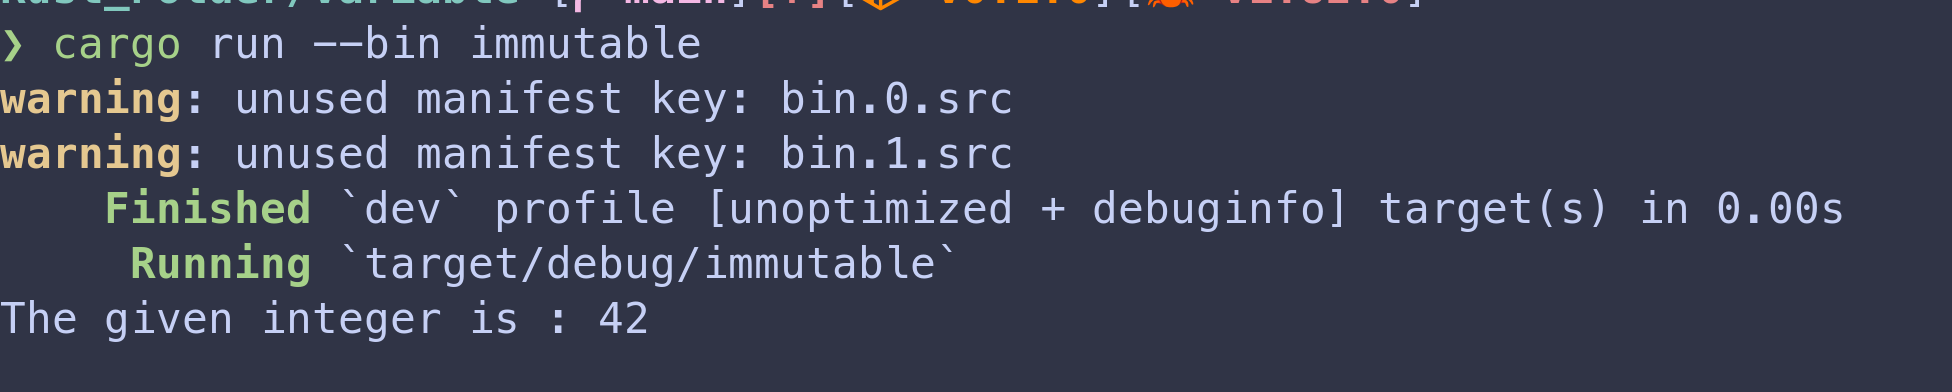 ❯ cargo run --bin immutable
warning: unused manifest key: bin.0.src
warning: unused manifest key: bin.1.src
Finished `dev` profile [unoptimized + debuginfo] target(s) in 0.00s
Running `target/debug/immutable`
The given integer is : 42